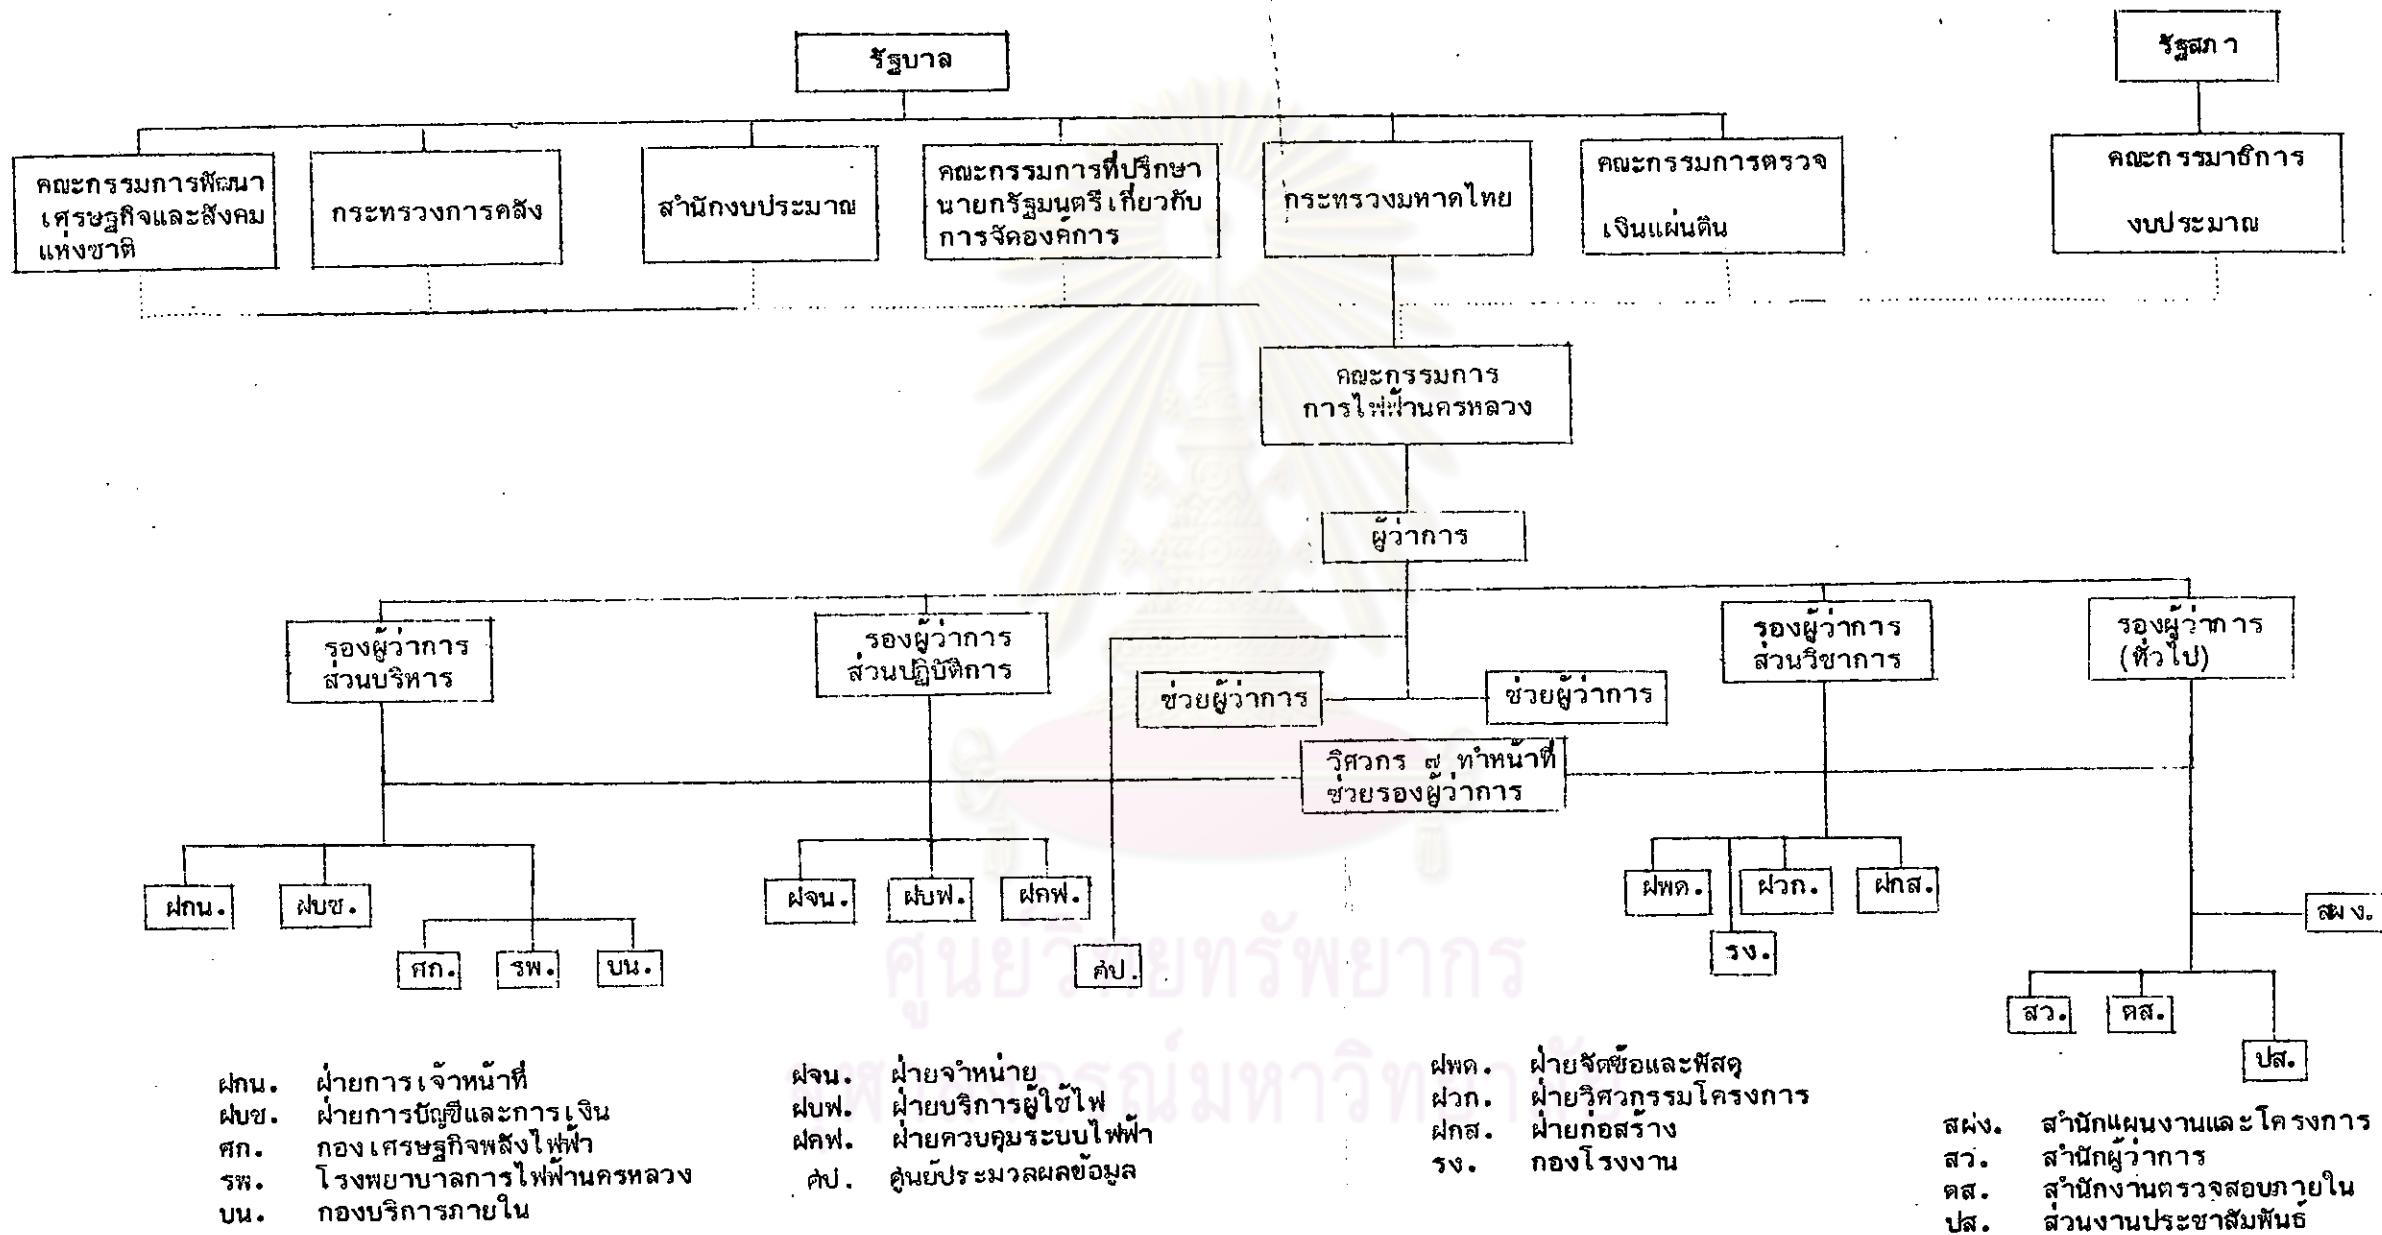 รัฐบาล
รัฐสภา
คณะกรรมการพัฒนา
เศรษฐกิจและสังคม
แห่งชาติ
กระทรวงการคลัง
สำนักงบประมาณ
คณะกรรมการที่ปรึกษา
นายกรัฐมนตรีเกี่ยวกับ
การจัดองค์การ
กระทรวงมหาดไทย
คณะกรรมการตรวจ
เงินแผ่นดิน
คณะกรรมาธิการ
งบประมาณ
คณะกรรมการ
การไฟฟ้านครหลวง
ผู้ว่าการ
รองผู้ว่าการ
ส่วนบริหาร
รองผู้ว่าการ
ส่วนปฏิบัติการ
รองผู้ว่าการ
ส่วนวิชาการ
รองผู้ว่าการ
(ทั่วไป)
ช่วยผู้ว่าการ
ช่วยผู้ว่าการ
วิศวกร ๗ ทำหน้าที่
ช่วยรองผู้ว่าการ
ฝกน.
ฝบช.
ศก.
รพ.
บน.
ฝจน.
ฝบฟ.
ฝคฟ.
ศป.
ฝพด.
ฝวก.
ฝกส.
รง.
สผง.
สว.
ตส.
ปส.
ฝกน. ฝ่ายการเจ้าหน้าที่
ฝบช. ฝ่ายการบัญชีและการเงิน
ศก. กองเศรษฐกิจพลังไฟฟ้า
รพ. โรงพยาบาลการไฟฟ้านครหลวง
บน. กองบริการภายใน
ฝจน. ฝ่ายจำหน่าย
ฝบฟ. ฝ่ายบริการผู้ใช้ไฟ
ฝคฟ. ฝ่ายควบคุมระบบไฟฟ้า
ศป. ศูนย์ประมวลผลข้อมูล
ฝพด. ฝ่ายจัดซื้อและพัสดุ
ฝวก. ฝ่ายวิศวกรรมโครงการ
ฝกส. ฝ่ายก่อสร้าง
รง. กองโรงงาน
สผ่ง. สำนักแผนงานและโครงการ
สว. สำนักผู้ว่าการ
ตส. สำนักงานตรวจสอบภายใน
ปส. ส่วนงานประชาสัมพันธ์
ศูนย์วิทยทรัพยากร
จุฬาลงกรณ์มหาวิทยาลัย